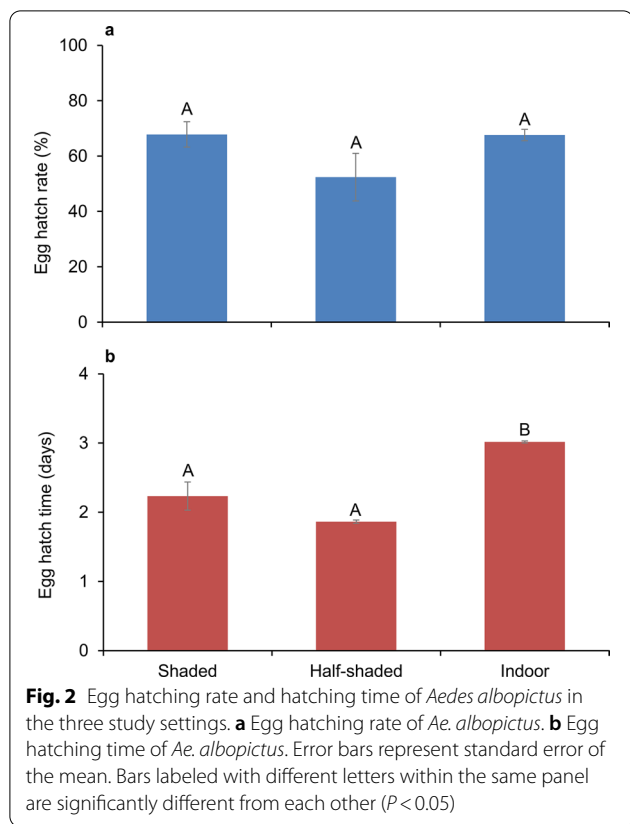 a
100
80
60
40
20
0
Egg hatch rate (%)
A
A
A
b
4
3
2
1
0
Egg hatch time (days)
A
A
B
Shaded Half-shaded Indoor
Fig. 2 Egg hatching rate and hatching time of Aedes albopictus in
the three study settings. a Egg hatching rate of Ae. albopictus. b Egg
hatching time of Ae. albopictus. Error bars represent standard error of
the mean. Bars labeled with different letters within the same panel
are significantly different from each other (P < 0.05)